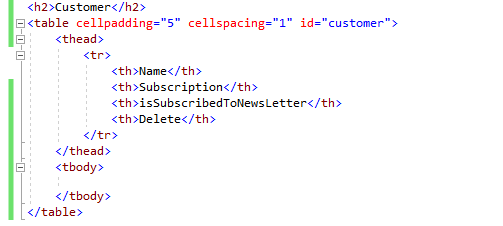 <h2>Customer</h2>
<table cellpadding="5" cellspacing="1" id="customer">
<thead>
<tr>
<th>Name</th>
<th>Subscription</th>
<th>isSubscribedToNewsLetter</th>
<th>Delete</th>
</tr>
</thead>
<tbody>
</tbody>
</table>